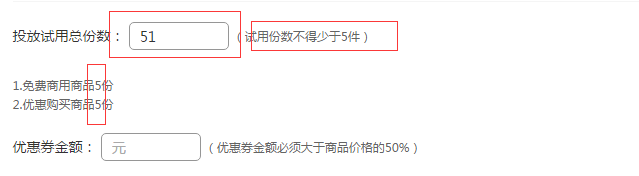 投放试用总份数： 51 （试用份数不得少于5件）
1.免费商用商品5份
2.优惠购买商品5份
优惠券金额： 元 （优惠券金额必须大于商品价格的50%）